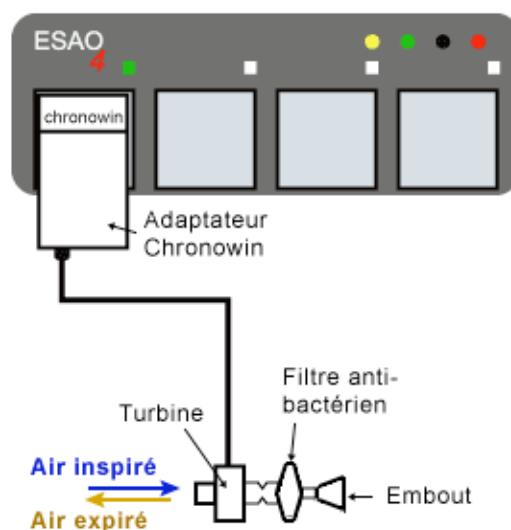 ESAO
4
chronowin
Adaptateur
Chronowin
Filtre anti-
bactérien
Turbine
Air inspiré
Embout
Air expiré